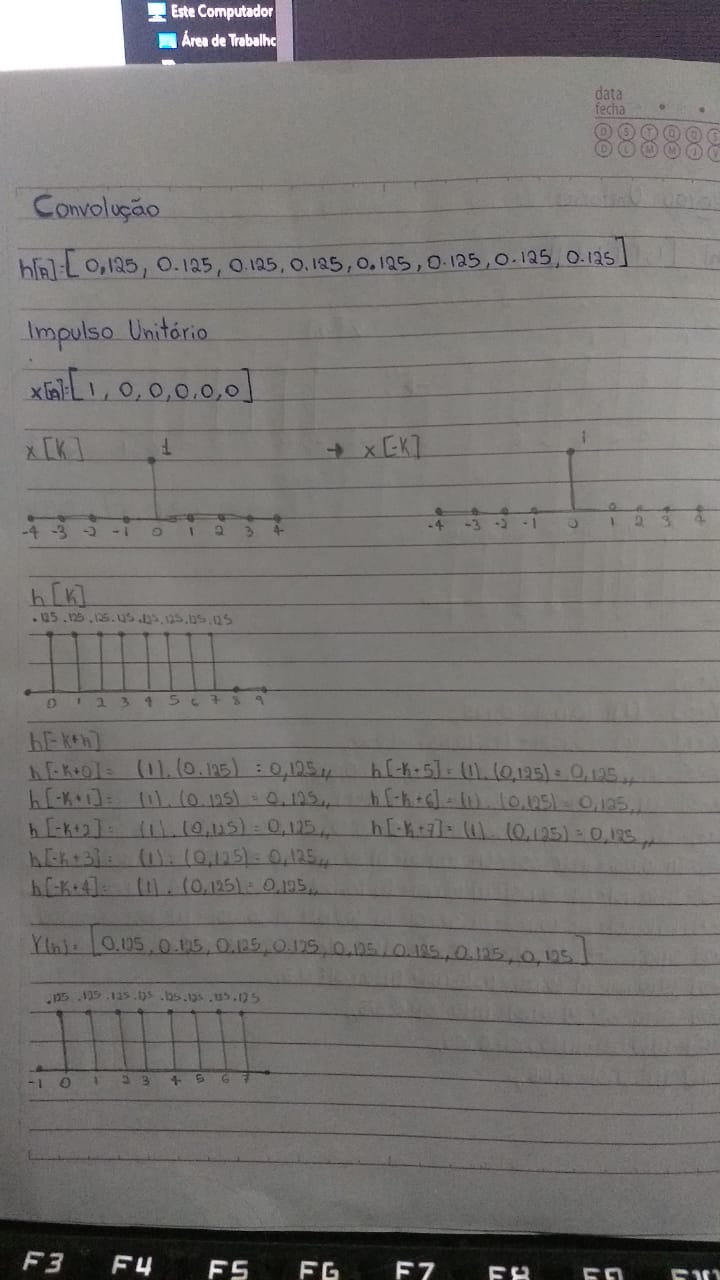 Este Computador
Área de Trabalho
data
fecha
D S T Q Q S
D L M M J V
Convolução
h[n]=[0,125, 0.125, 0.125, 0.125, 0.125, 0.125, 0.125, 0.125]
Impulso Unitário
x[n]=[1, 0, 0, 0, 0, 0]
x[K] 1 → x[-K] 1
-4 -3 -2 -1 0 1 2 3 4 -4 -3 -2 -1 0 1 2 3 4
h[K]
.125 .125 .125 .125 .125 .125 .125 .125
0 1 2 3 4 5 6 7 8 9
h[-K+n]
h[-K+0]= (1).(0.125) = 0,125,, h[-K+5]=(1).(0,125)= 0,125,,
h[-K+1]= (1).(0.125) = 0,125,, h[-K+6]=(1).(0,125)=0,125,,
h[-K+2]= (1).(0,125)=0,125,, h[-K+7]=(1).(0,125)=0,125,,
h[-K+3]= (1).(0,125)=0,125,,
h[-K+4]= (1).(0,125)=0,125,,
Y(n)= [0.125, 0.125, 0,125, 0.125, 0,125, 0.125, 0.125, 0,125]
.125 .125 .125 .125 .125 .125 .125 .125
-1 0 1 2 3 4 5 6 7
F3 F4 F5 F6 F7 F8 F9